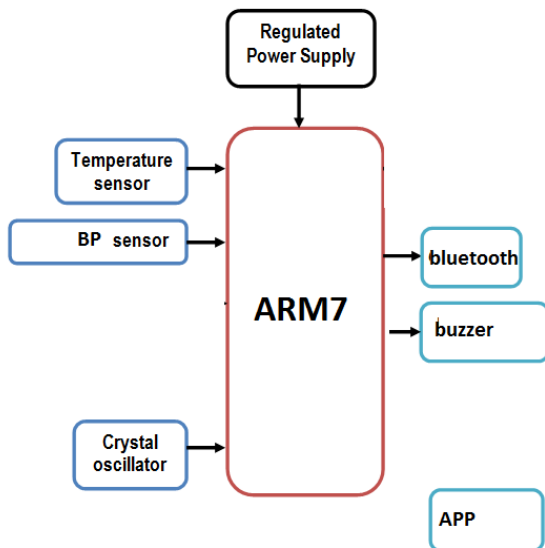 Regulated
Power Supply
Temperature
sensor
BP sensor
ARM7
bluetooth
buzzer
Crystal
oscillator
APP